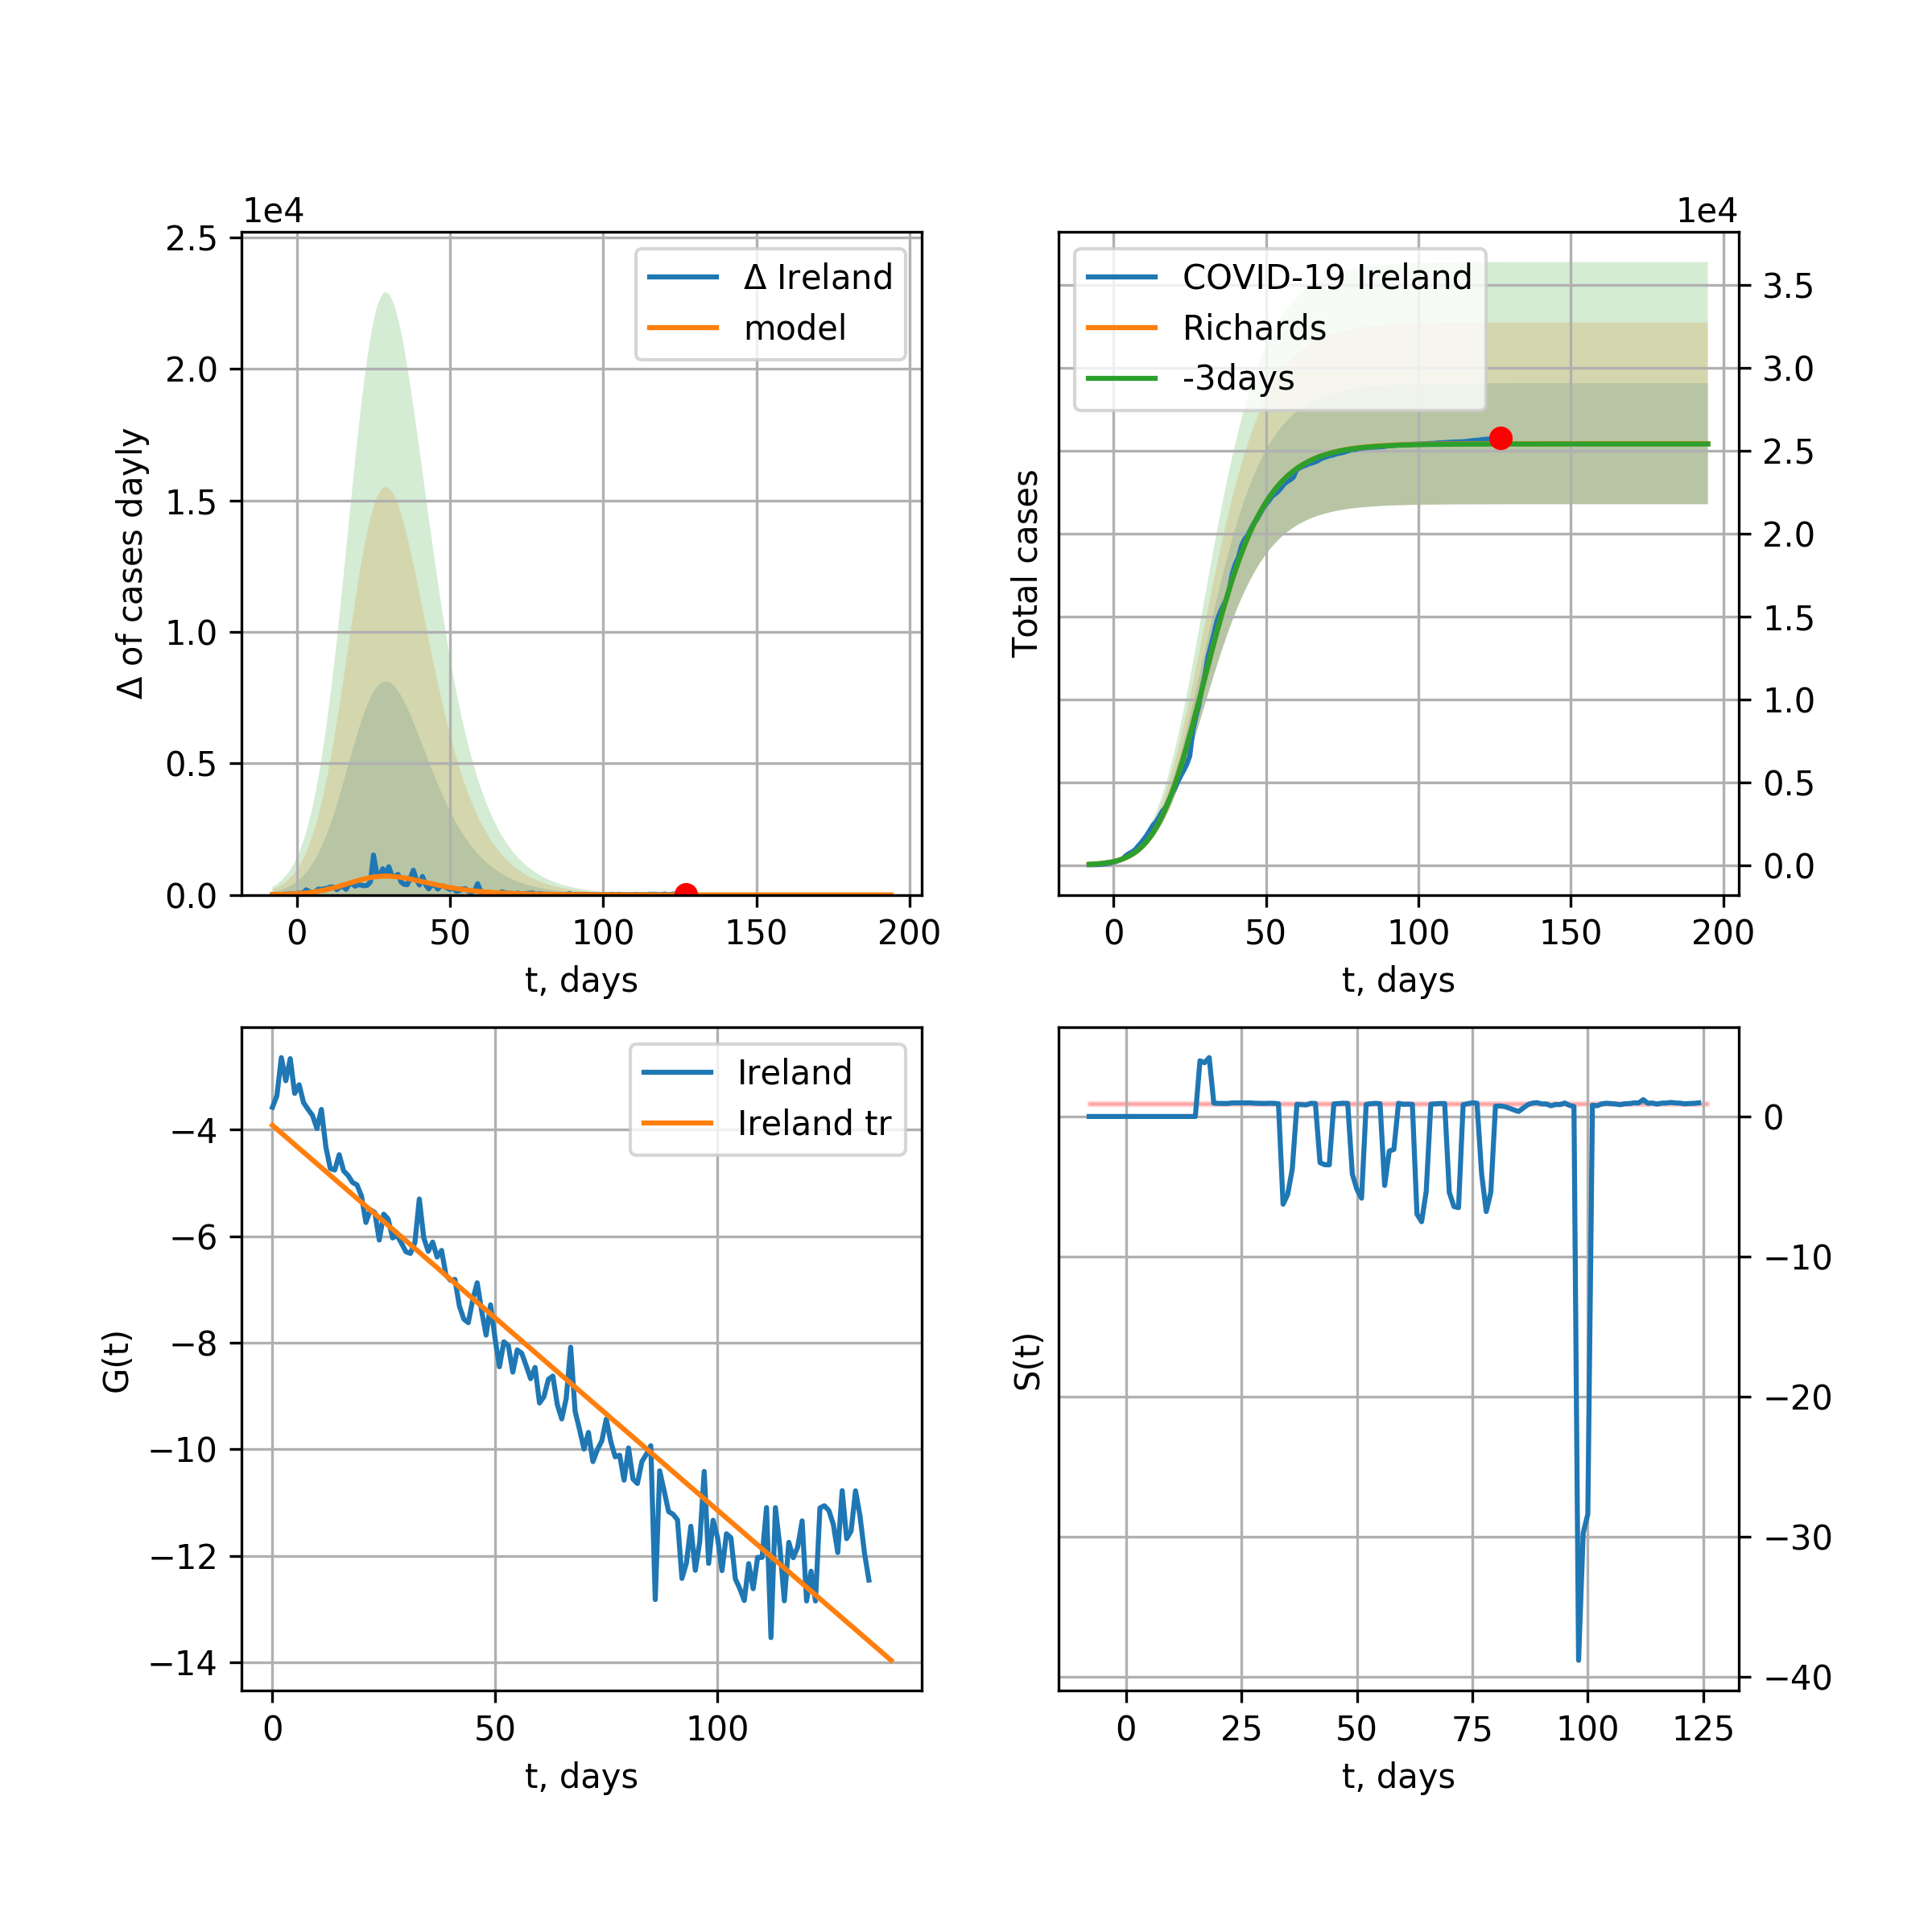 1e4
2.5
2.0
1.5
1.0
0.5
0.0
Δ of cases dayly
Δ Ireland
model
0 50 100 150 200
t, days
1e4
COVID-19 Ireland
Richards
-3days
Total cases
3.5
3.0
2.5
2.0
1.5
1.0
0.5
0.0
0 50 100 150 200
t, days
Ireland
Ireland tr
−4
−6
−8
−10
−12
−14
G(t)
0 50 100
t, days
S(t)
0
−10
−20
−30
−40
0 25 50 75 100 125
t, days